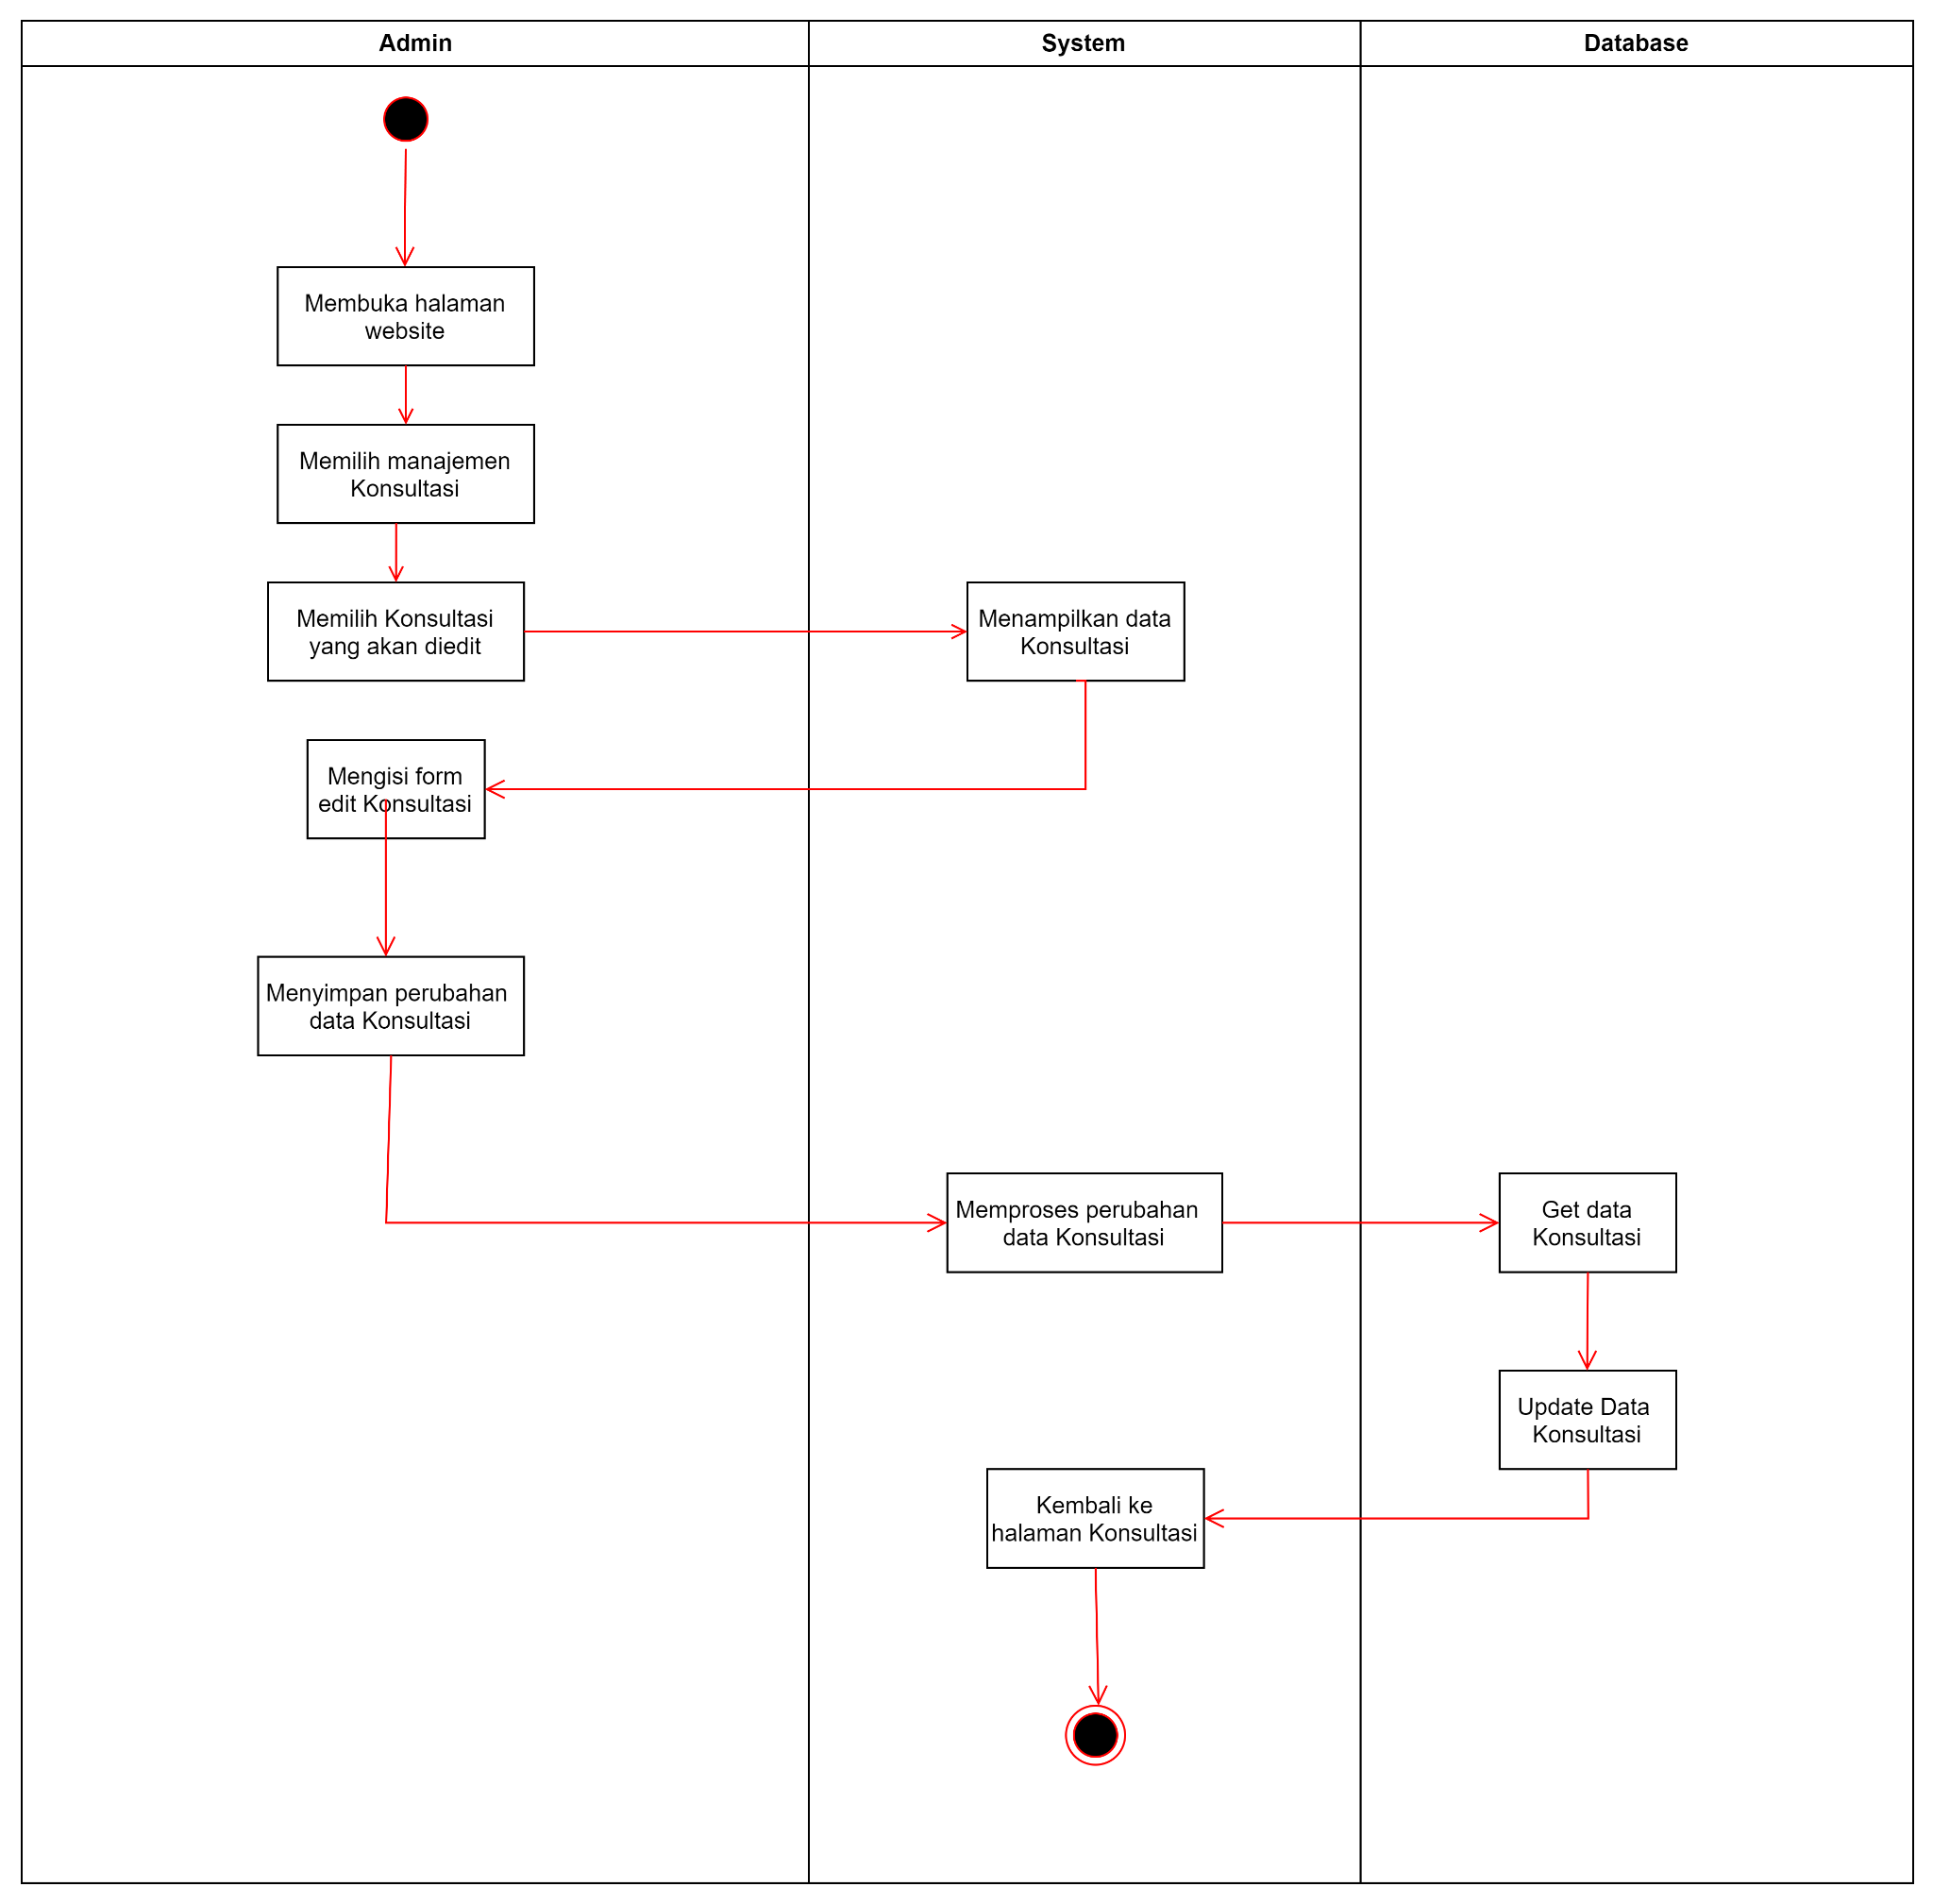 Admin
System
Database
Membuka halaman
website
Memilih manajemen
Konsultasi
Memilih Konsultasi
yang akan diedit
Menampilkan data
Konsultasi
Mengisi form
edit Konsultasi
Menyimpan perubahan
data Konsultasi
Memproses perubahan
data Konsultasi
Get data
Konsultasi
Update Data
Konsultasi
Kembali ke
halaman Konsultasi